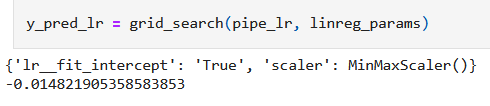 y_pred_lr = grid_search(pipe_lr, linreg_params)
{'lr__fit_intercept': 'True', 'scaler': MinMaxScaler()}
-0.014821905358583853